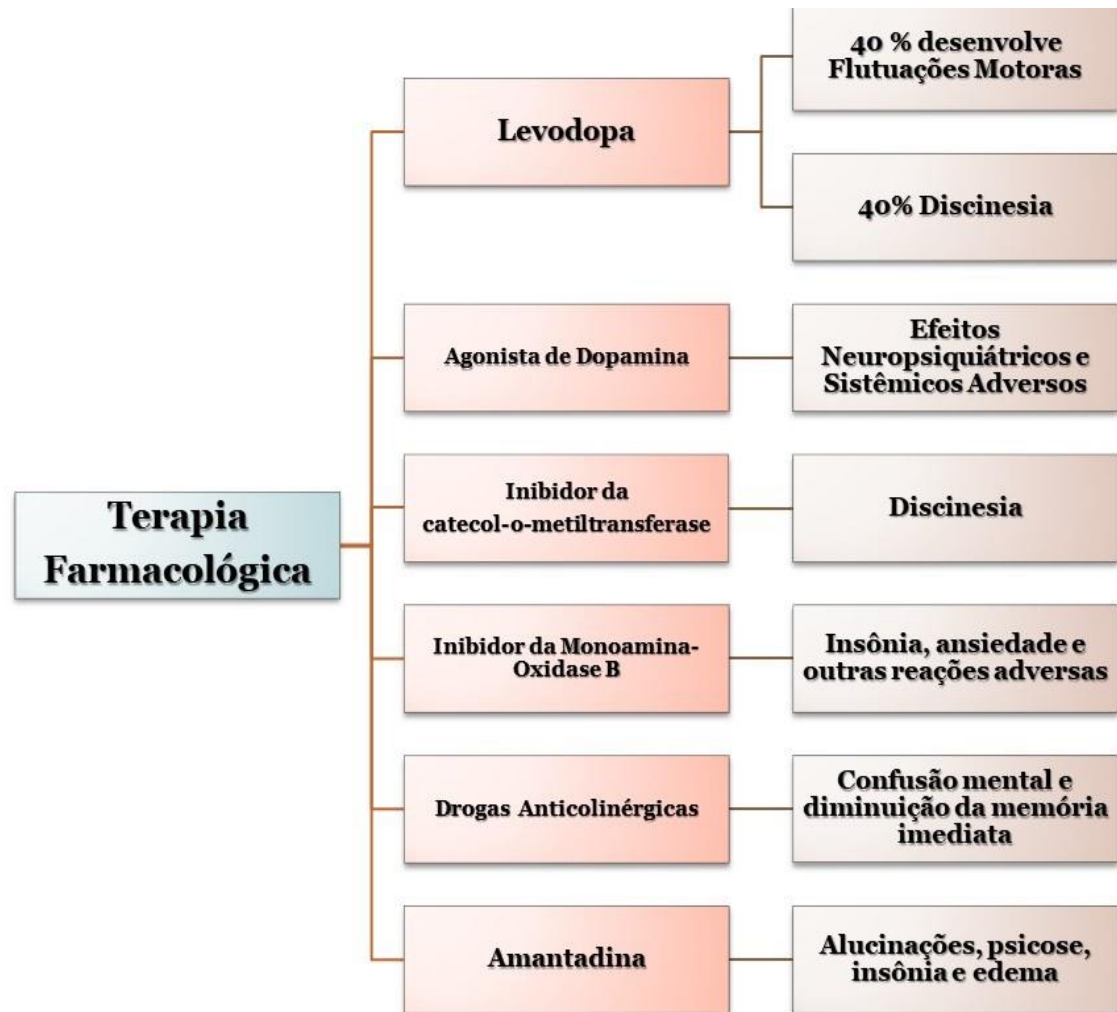 40 % desenvolve
Flutuações Motoras
Levodopa
40% Discinesia
Agonista de Dopamina
Efeitos
Neuropsiquiátricos e
Sistêmicos Adversos
Terapia
Farmacológica
Inibidor da
catecol-o-metiltransferase
Discinesia
Inibidor da Monoamina-
Oxidase B
Insônia, ansiedade e
outras reações adversas
Drogas Anticolinérgicas
Confusão mental e
diminuição da memória
imediata
Amantadina
Alucinações, psicose,
insônia e edema